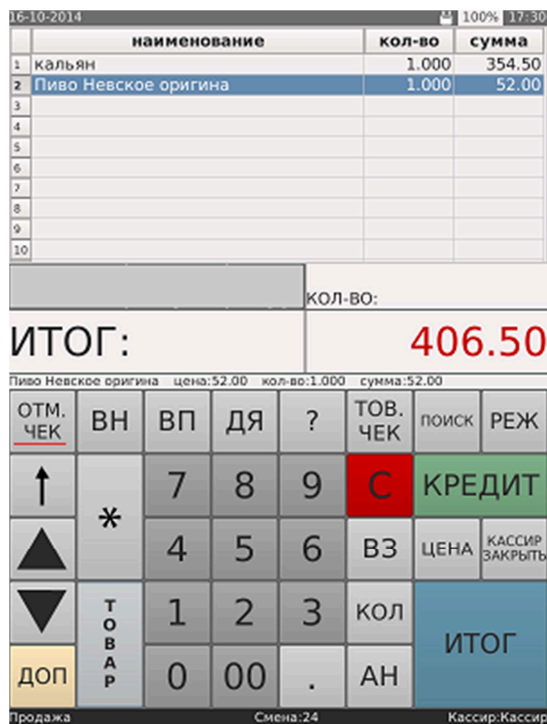 16-10-2014 100% 17:30
наименование кол-во сумма
1 кальян 1.000 354.50
2 Пиво Невское оригина 1.000 52.00
3
4
5
6
7
8
9
10
КОЛ-ВО:
ИТОГ: 406.50
Пиво Невское оригина цена:52.00 кол-во:1.000 сумма:52.00
ОТМ. ЧЕК ВН ВП ДЯ ? ТОВ. ЧЕК ПОИСК РЕЖ
* 7 8 9 С КРЕДИТ
4 5 6 ВЗ ЦЕНА КАССИР ЗАКРЫТЬ
ТОВАР 1 2 3 КОЛ ИТОГ
ДОП 0 00 . АН
Продажа Смена:24 Кассир:Кассир